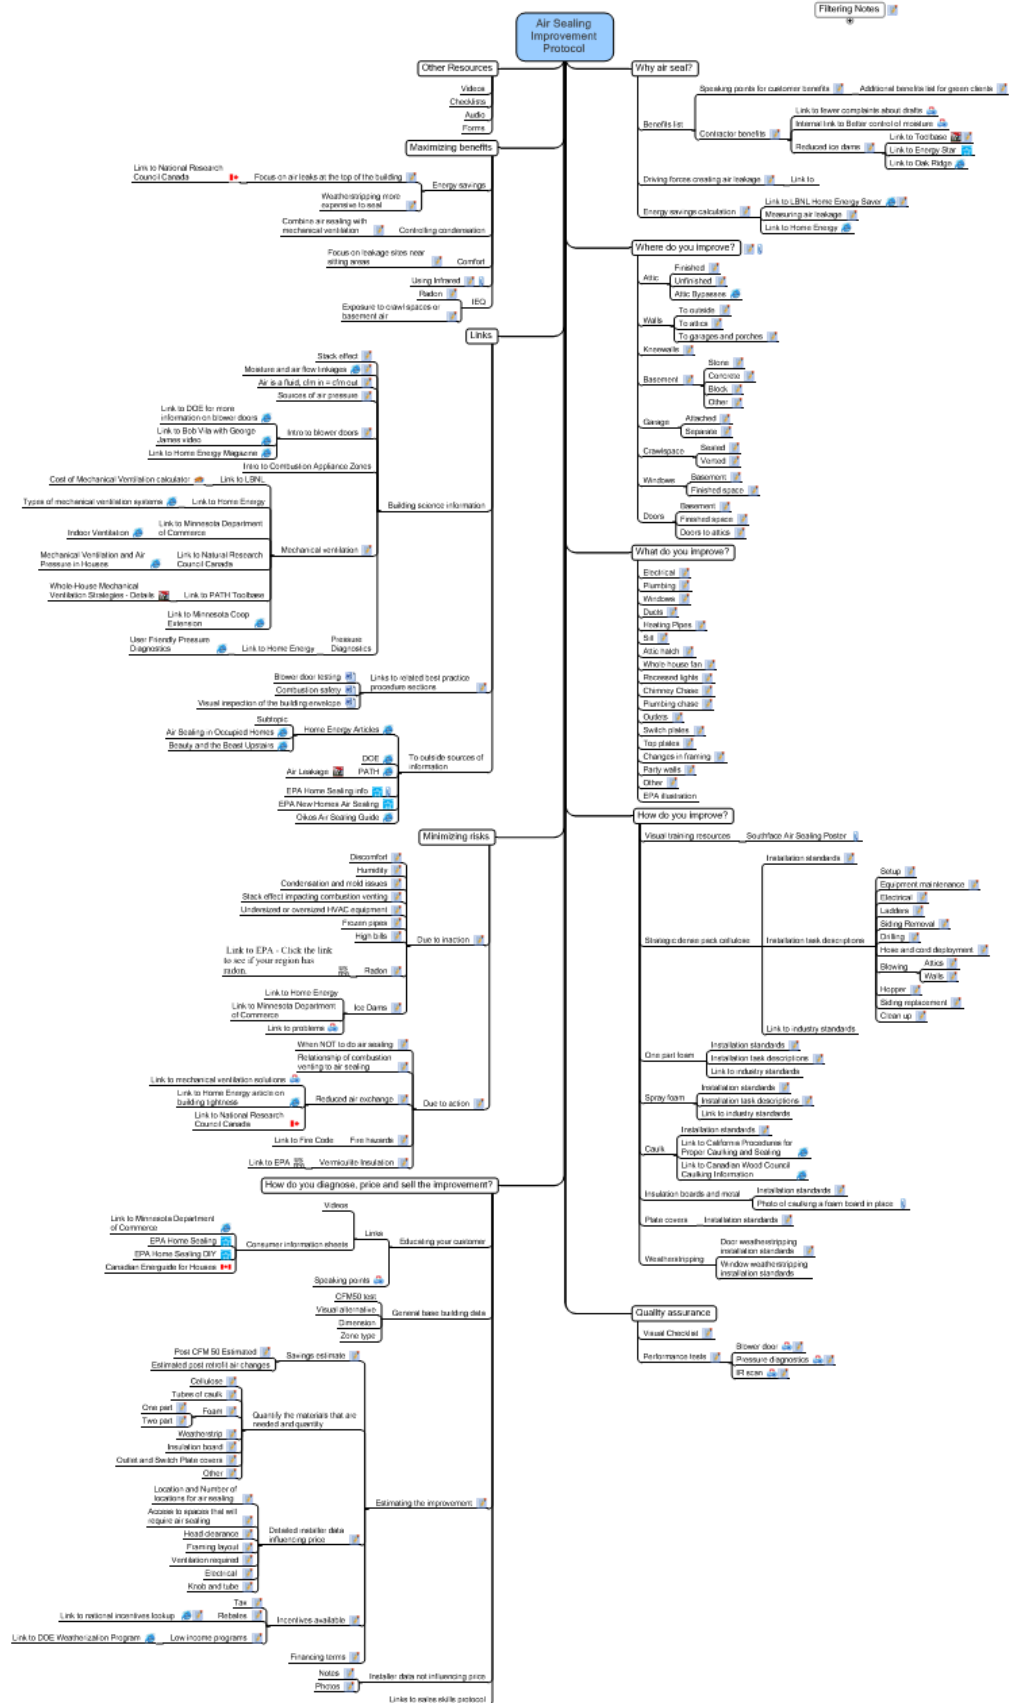 Filtering Notes
Air Sealing
Improvement
Protocol
Other Resources
Videos
Checklists
Audio
Forms
Maximizing benefits
Link to National Research
Council Canada
Focus on air leaks at the top of the building
Energy savings
Weatherstripping more
expensive to seal
Combine air sealing with
mechanical ventilation
Controlling condensation
Focus on leakage sites near
sitting areas
Comfort
Using Infrared
Radon
IEQ
Exposure to crawl spaces or
basement air
Links
Stack effect
Moisture and air flow linkages
Air is a fluid, cfm in = cfm out
Sources of air pressure
Link to DOE for more
information on blower doors
Link to Bob Vila with George
James video
Intro to blower doors
Link to Home Energy Magazine
Intro to Combustion Appliance Zones
Cost of Mechanical Ventilation calculator
Link to LBNL
Types of mechanical ventilation systems
Link to Home Energy
Building science information
Indoor Ventilation
Link to Minnesota Department
of Commerce
Mechanical ventilation
Mechanical Ventilation and Air
Pressure in Houses
Link to Natural Research
Council Canada
Whole-House Mechanical
Ventilation Strategies - Details
Link to PATH Toolbase
Link to Minnesota Coop
Extension
User Friendly Pressure
Diagnostics
Link to Home Energy
Pressure
Diagnostics
Blower door testing
Combustion safety
Visual inspection of the building envelope
Links to related best practice
procedure sections
Subtopic
Air Sealing in Occupied Homes
Beauty and the Beast Upstairs
Home Energy Articles
DOE
Air Leakage
PATH
To outside sources of
information
EPA Home Sealing info
EPA New Homes Air Sealing
Oikos Air Sealing Guide
Minimizing risks
Discomfort
Humidity
Condensation and mold issues
Stack effect impacting combustion venting
Undersized or oversized HVAC equipment
Frozen pipes
High bills
Due to inaction
Link to EPA - Click the link
to see if your region has
radon.
Radon
Link to Home Energy
Link to Minnesota Department
of Commerce
Ice Dams
Link to problems
When NOT to do air sealing
Relationship of combustion
venting to air sealing
Link to mechanical ventilation solutions
Link to Home Energy article on
building tightness
Reduced air exchange
Due to action
Link to National Research
Council Canada
Link to Fire Code
Fire hazards
Link to EPA
Vermiculite Insulation
How do you diagnose, price and sell the improvement?
Videos
Link to Minnesota Department
of Commerce
EPA Home Sealing
EPA Home Sealing DIY
Canadian Energuide for Houses
Consumer information sheets
Links
Educating your customer
Speaking points
CFM50 test
Visual alternative
Dimension
Zone type
General base building data
Post CFM 50 Estimated
Estimated post retrofit air changes
Savings estimate
Cellulose
Tubes of caulk
One part
Two part
Foam
Quantify the materials that are
needed and quantity
Weatherstrip
Insulation board
Outlet and Switch Plate covers
Other
Estimating the improvement
Location and Number of
locations for air sealing
Access to spaces that will
require air sealing
Head clearance
Framing layout
Ventilation required
Electrical
Knob and tube
Detailed installer data
influencing price
Tax
Link to national incentives lookup
Rebates
Incentives available
Link to DOE Weatherization Program
Low income programs
Financing terms
Notes
Photos
Installer data not influencing price
Links to sales skills protocol
Why air seal?
Speaking points for customer benefits
Additional benefits list for green clients
Benefits list
Contractor benefits
Link to fewer complaints about drafts
Internal link to Better control of moisture
Reduced ice dams
Link to Toolbase
Link to Energy Star
Link to Oak Ridge
Driving forces creating air leakage
Link to
Energy savings calculation
Link to LBNL Home Energy Saver
Measuring air leakage
Link to Home Energy
Where do you improve?
Attic
Finished
Unfinished
Attic Bypasses
Walls
To outside
To attics
To garages and porches
Kneewalls
Basement
Stone
Concrete
Block
Other
Garage
Attached
Separate
Crawlspace
Sealed
Vented
Windows
Basement
Finished space
Doors
Basement
Finished space
Doors to attics
What do you improve?
Electrical
Plumbing
Windows
Ducts
Heating Pipes
Sill
Attic hatch
Whole house fan
Recessed lights
Chimney Chase
Plumbing chase
Outlets
Switch plates
Top plates
Changes in framing
Party walls
Other
EPA illustration
How do you improve?
Visual training resources
Southface Air Sealing Poster
Strategic dense pack cellulose
Installation standards
Installation task descriptions
Setup
Equipment maintenance
Electrical
Ladders
Siding Removal
Drilling
Hose and cord deployment
Blowing
Attics
Walls
Hopper
Siding replacement
Clean up
Link to industry standards
One part foam
Installation standards
Installation task descriptions
Link to industry standards
Spray foam
Installation standards
Installation task descriptions
Link to industry standards
Caulk
Installation standards
Link to California Procedures for
Proper Caulking and Sealing
Link to Canadian Wood Council
Caulking Information
Insulation boards and metal
Installation standards
Photo of caulking a foam board in place
Plate covers
Installation standards
Weatherstripping
Door weatherstripping
installation standards
Window weatherstripping
installation standards
Quality assurance
Visual Checklist
Performance tests
Blower door
Pressure diagnostics
IR scan